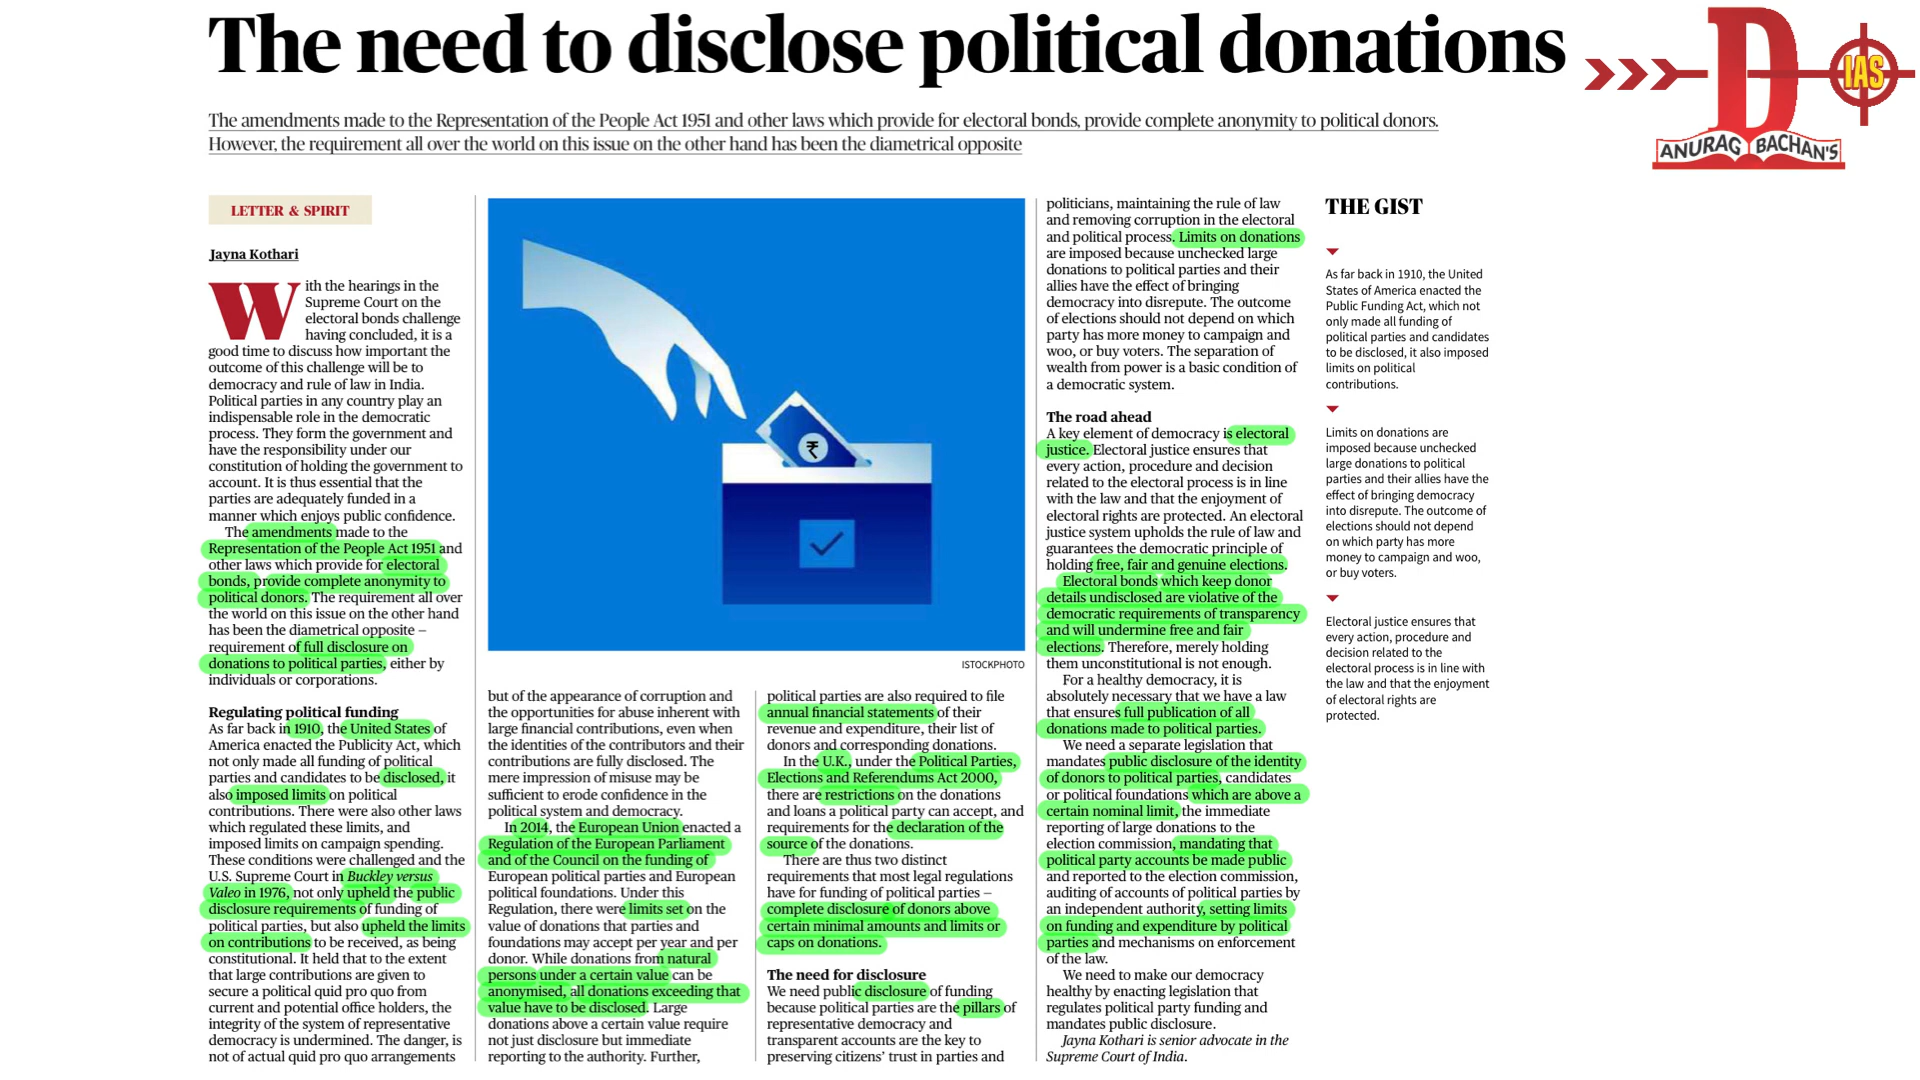 The need to disclose political donations
IAS
ANURAG BACHAN'S
D
The amendments made to the Representation of the People Act 1951 and other laws which provide for electoral bonds, provide complete anonymity to political donors.
However, the requirement all over the world on this issue on the other hand has been the diametrical opposite
LETTER & SPIRIT
Jayna Kothari
With the hearings in the
Supreme Court on the
electoral bonds challenge
having concluded, it is a
good time to discuss how important the
outcome of this challenge will be to
democracy and rule of law in India.
Political parties in any country play an
indispensable role in the democratic
process. They form the government and
have the responsibility under our
constitution of holding the government to
account. It is thus essential that the
parties are adequately funded in a
manner which enjoys public confidence.
The amendments made to the
Representation of the People Act 1951 and
other laws which provide for electoral
bonds, provide complete anonymity to
political donors. The requirement all over
the world on this issue on the other hand
has been the diametrical opposite –
requirement of full disclosure on
donations to political parties, either by
individuals or corporations.
Regulating political funding
As far back in 1910, the United States of
America enacted the Publicity Act, which
not only made all funding of political
parties and candidates to be disclosed, it
also imposed limits on political
contributions. There were also other laws
which regulated these limits, and
imposed limits on campaign spending.
These conditions were challenged and the
U.S. Supreme Court in Buckley versus
Valeo in 1976, not only upheld the public
disclosure requirements of funding of
political parties, but also upheld the limits
on contributions to be received, as being
constitutional. It held that to the extent
that large contributions are given to
secure a political quid pro quo from
current and potential office holders, the
integrity of the system of representative
democracy is undermined. The danger, is
not of actual quid pro quo arrangements
₹
ISTOCKPHOTO
but of the appearance of corruption and
the opportunities for abuse inherent with
large financial contributions, even when
the identities of the contributors and their
contributions are fully disclosed. The
mere impression of misuse may be
sufficient to erode confidence in the
political system and democracy.
In 2014, the European Union enacted a
Regulation of the European Parliament
and of the Council on the funding of
European political parties and European
political foundations. Under this
Regulation, there were limits set on the
value of donations that parties and
foundations may accept per year and per
donor. While donations from natural
persons under a certain value can be
anonymised, all donations exceeding that
value have to be disclosed. Large
donations above a certain value require
not just disclosure but immediate
reporting to the authority. Further,
political parties are also required to file
annual financial statements of their
revenue and expenditure, their list of
donors and corresponding donations.
In the U.K., under the Political Parties,
Elections and Referendums Act 2000,
there are restrictions on the donations
and loans a political party can accept, and
requirements for the declaration of the
source of the donations.
There are thus two distinct
requirements that most legal regulations
have for funding of political parties –
complete disclosure of donors above
certain minimal amounts and limits or
caps on donations.
The need for disclosure
We need public disclosure of funding
because political parties are the pillars of
representative democracy and
transparent accounts are the key to
preserving citizens' trust in parties and
politicians, maintaining the rule of law
and removing corruption in the electoral
and political process. Limits on donations
are imposed because unchecked large
donations to political parties and their
allies have the effect of bringing
democracy into disrepute. The outcome
of elections should not depend on which
party has more money to campaign and
woo, or buy voters. The separation of
wealth from power is a basic condition of
a democratic system.
The road ahead
A key element of democracy is electoral
justice. Electoral justice ensures that
every action, procedure and decision
related to the electoral process is in line
with the law and that the enjoyment of
electoral rights are protected. An electoral
justice system upholds the rule of law and
guarantees the democratic principle of
holding free, fair and genuine elections.
Electoral bonds which keep donor
details undisclosed are violative of the
democratic requirements of transparency
and will undermine free and fair
elections. Therefore, merely holding
them unconstitutional is not enough.
For a healthy democracy, it is
absolutely necessary that we have a law
that ensures full publication of all
donations made to political parties.
We need a separate legislation that
mandates public disclosure of the identity
of donors to political parties, candidates
or political foundations which are above a
certain nominal limit, the immediate
reporting of large donations to the
election commission, mandating that
political party accounts be made public
and reported to the election commission,
auditing of accounts of political parties by
an independent authority, setting limits
on funding and expenditure by political
parties and mechanisms on enforcement
of the law.
We need to make our democracy
healthy by enacting legislation that
regulates political party funding and
mandates public disclosure.
Jayna Kothari is senior advocate in the
Supreme Court of India.
THE GIST
As far back in 1910, the United
States of America enacted the
Public Funding Act, which not
only made all funding of
political parties and candidates
to be disclosed, it also imposed
limits on political
contributions.
Limits on donations are
imposed because unchecked
large donations to political
parties and their allies have the
effect of bringing democracy
into disrepute. The outcome of
elections should not depend
on which party has more
money to campaign and woo,
or buy voters.
Electoral justice ensures that
every action, procedure and
decision related to the
electoral process is in line with
the law and that the enjoyment
of electoral rights are
protected.